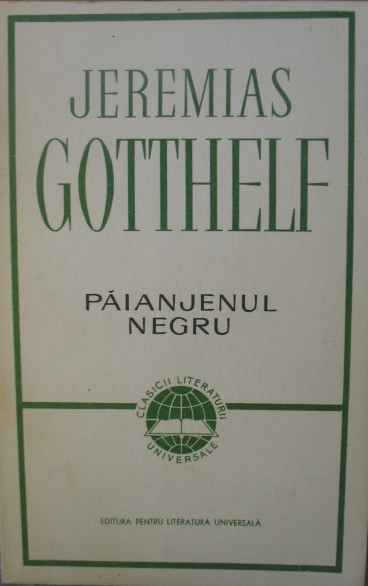 JEREMIAS
GOTTHELF
PĂIANJENUL
NEGRU
CLASICII LITERATURII
UNIVERSALE
EDITURA PENTRU LITERATURĂ UNIVERSALĂ